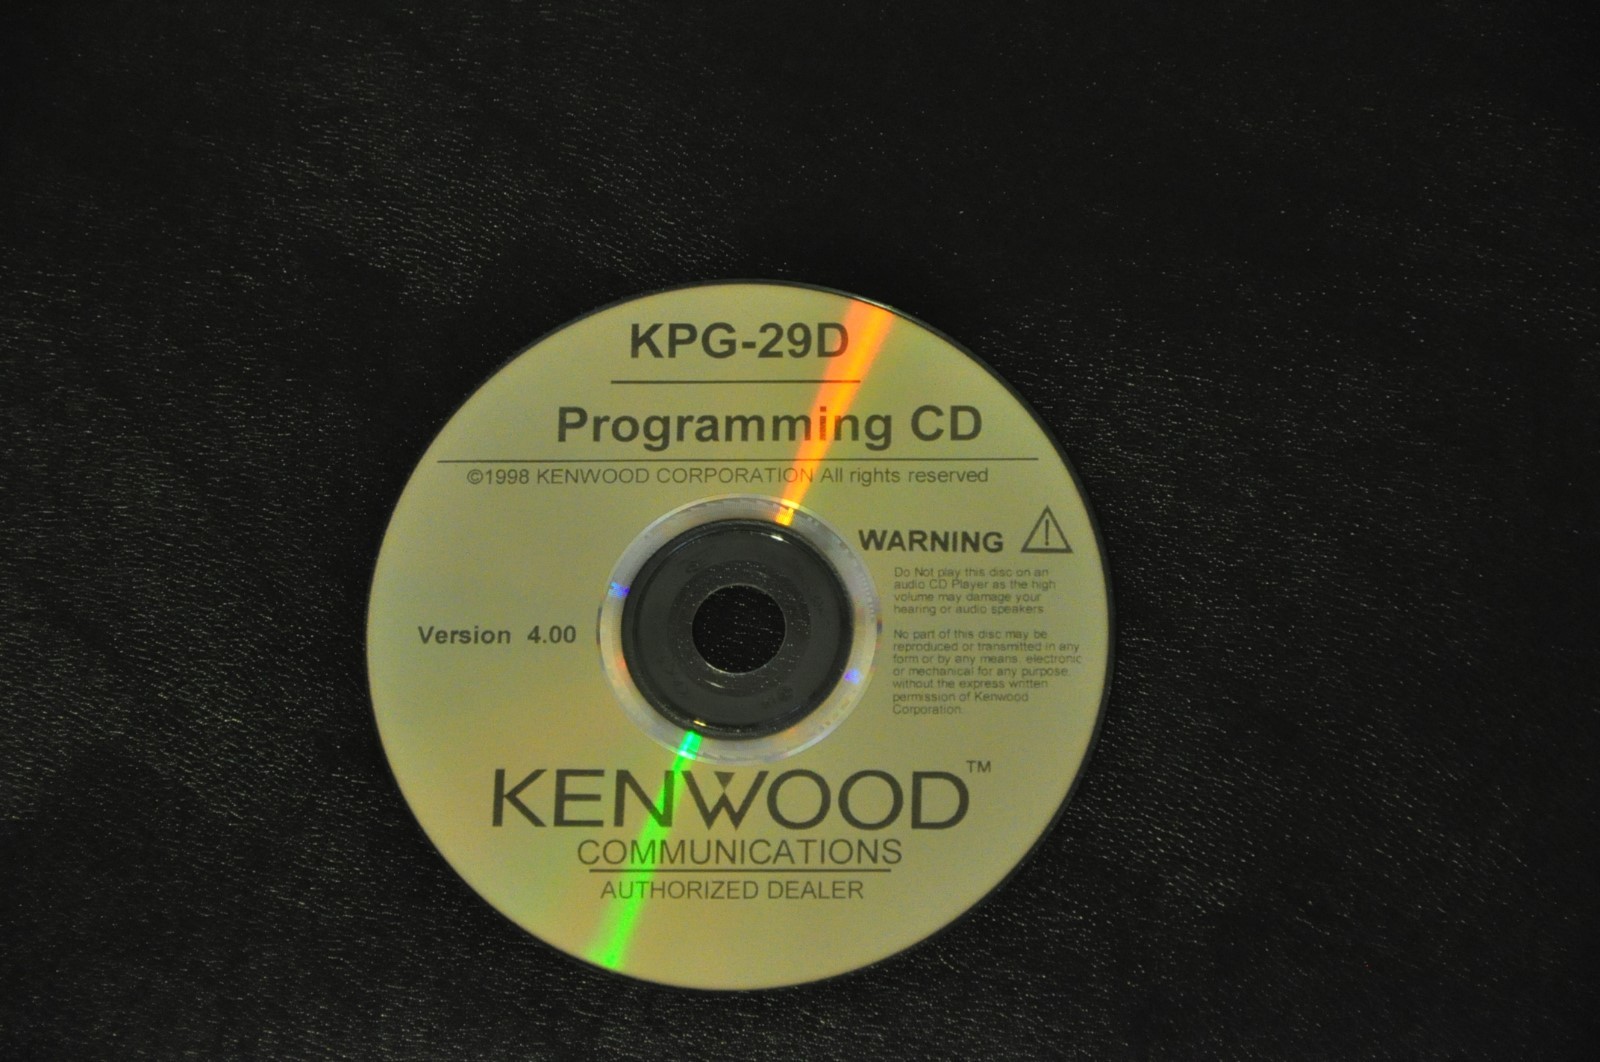 KPG-29D
Programming CD
©1998 KENWOOD CORPORATION All rights reserved
WARNING
Do Not play this disc on an
audio CD Player as the high
volume may damage your
hearing or audio speakers
No part of this disc may be
reproduced or transmitted in any
form or by any means, electronic
or mechanical for any purpose,
without the express written
permission of Kenwood
Corporation.
Version 4.00
KENWOOD™
COMMUNICATIONS
AUTHORIZED DEALER